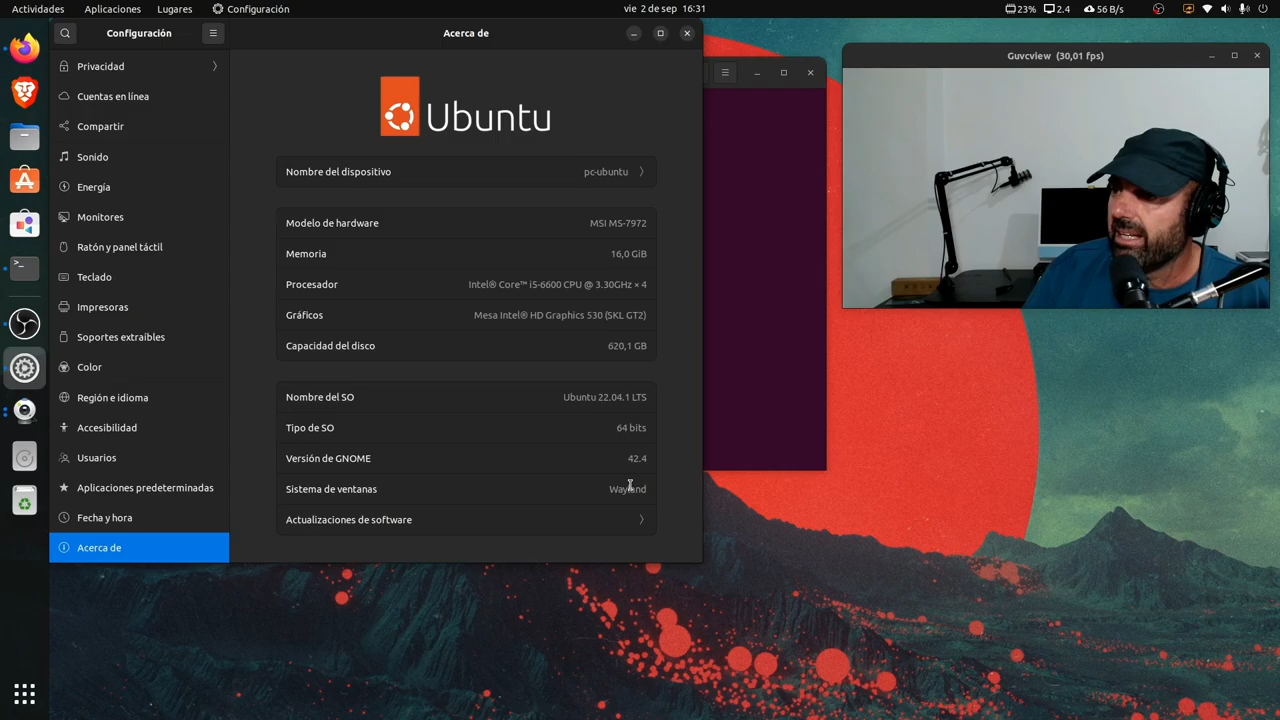 Actividades
Aplicaciones
Lugares
Configuración
vie 2 de sep 16:31
23%
2.4
56 B/s
Configuración
Acerca de
Guvcview (30,01 fps)
Privacidad
Cuentas en línea
Compartir
Sonido
Energía
Monitores
Ratón y panel táctil
Teclado
Impresoras
Soportes extraíbles
Color
Región e idioma
Accesibilidad
Usuarios
Aplicaciones predeterminadas
Fecha y hora
Acerca de
Ubuntu
Nombre del dispositivo pc-ubuntu
Modelo de hardware MSI MS-7972
Memoria 16,0 GiB
Procesador Intel® Core™ i5-6600 CPU @ 3.30GHz × 4
Gráficos Mesa Intel® HD Graphics 530 (SKL GT2)
Capacidad del disco 620,1 GB
Nombre del SO Ubuntu 22.04.1 LTS
Tipo de SO 64 bits
Versión de GNOME 42.4
Sistema de ventanas Wayland
Actualizaciones de software